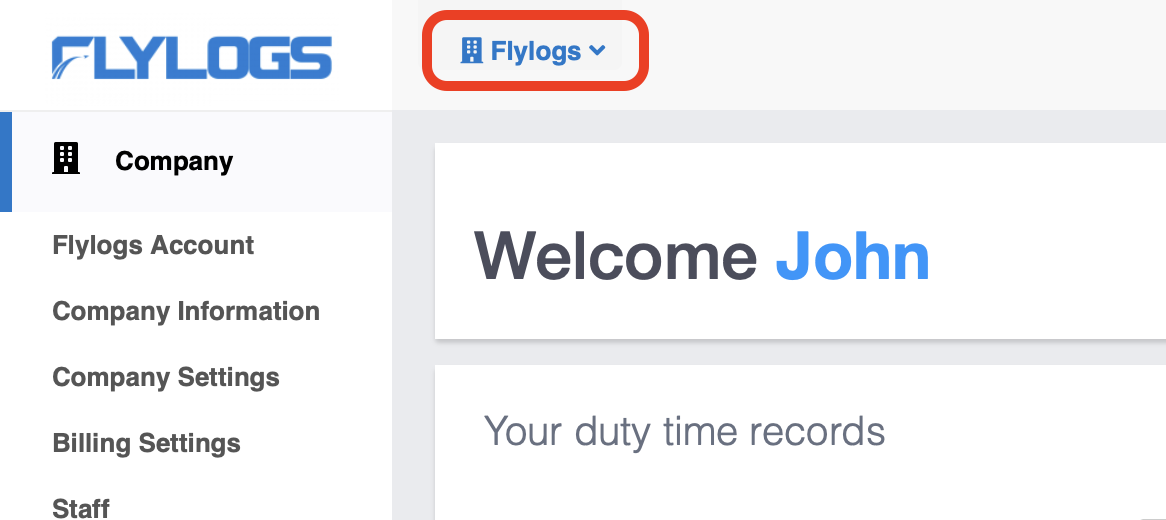 FLYLOGS
Flylogs
Company
Flylogs Account
Company Information
Company Settings
Billing Settings
Staff
Welcome John
Your duty time records